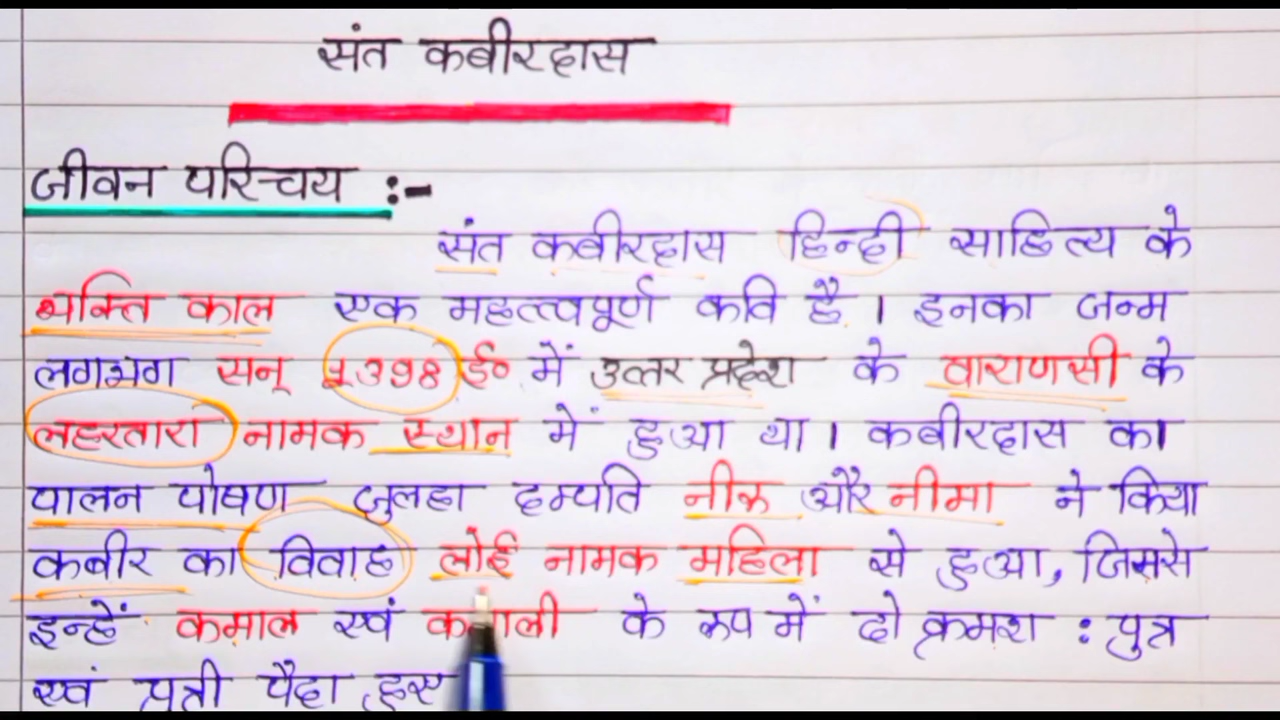 संत कबीरदास
जीवन परिचय :-
संत कबीरदास हिन्दी साहित्य के
भक्ति काल एक महत्त्वपूर्ण कवि है । इनका जन्म
लगभग सन् 1398 ई० में उत्तर प्रदेश के वाराणसी के
लहरतारा नामक स्थान में हुआ था । कबीरदास का
पालन पोषण जुलहा दम्पति नीरू और नीमा ने किया
कबीर का विवाह लोई नामक महिला से हुआ, जिससे
इन्हें कमाल एवं कमाली के रूप में दो क्रमश : पुत्र
एवं पुत्री पैदा हुए